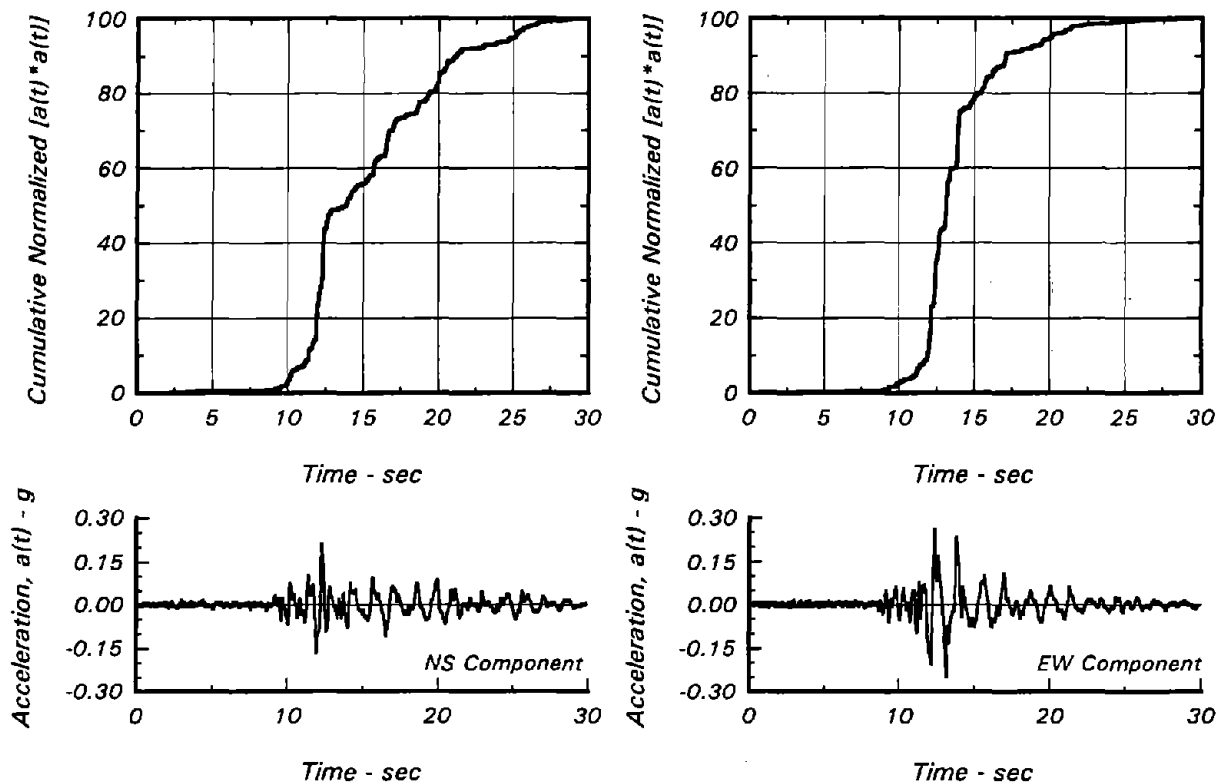 Cumulative Normalized [a(t)*a(t)]
100
80
60
40
20
0
0 5 10 15 20 25 30
Time - sec
Cumulative Normalized [a(t)*a(t)]
100
80
60
40
20
0
0 5 10 15 20 25 30
Time - sec
Acceleration, a(t) - g
0.30
0.15
0.00
-0.15
-0.30
NS Component
0 10 20 30
Time - sec
Acceleration, a(t) - g
0.30
0.15
0.00
-0.15
-0.30
EW Component
0 10 20 30
Time - sec